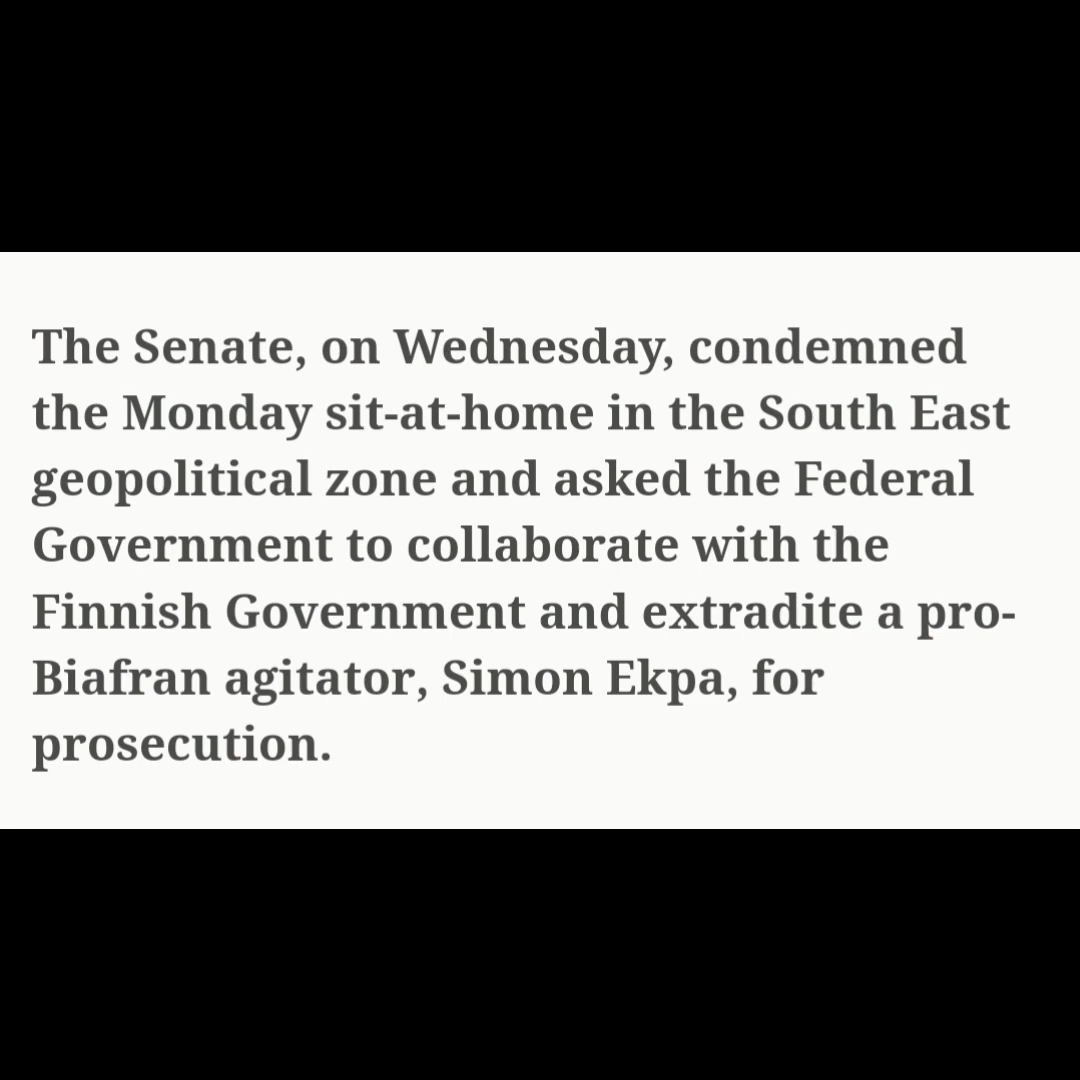 The Senate, on Wednesday, condemned
the Monday sit-at-home in the South East
geopolitical zone and asked the Federal
Government to collaborate with the
Finnish Government and extradite a pro-
Biafran agitator, Simon Ekpa, for
prosecution.